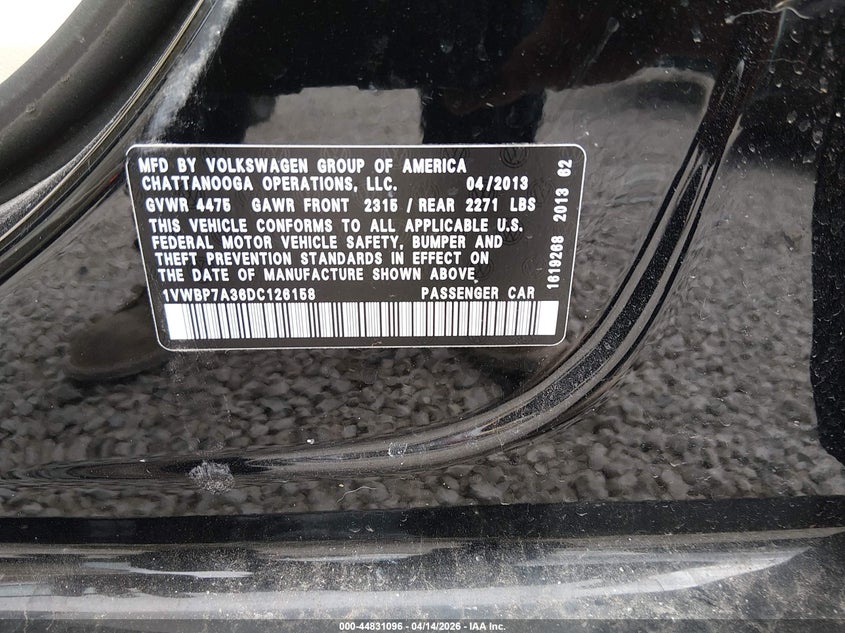 MFD BY VOLKSWAGEN GROUP OF AMERICA
CHATTANOOGA OPERATIONS, LLC. 04/2013
GVWR 4475 GAWR FRONT 2315 / REAR 2271 LBS
THIS VEHICLE CONFORMS TO ALL APPLICABLE U.S.
FEDERAL MOTOR VEHICLE SAFETY, BUMPER AND
THEFT PREVENTION STANDARDS IN EFFECT ON
THE DATE OF MANUFACTURE SHOWN ABOVE.
1VWBP7A36DC126158 PASSENGER CAR
1619268 2013 62
000-44831096 - 04/14/2026 - IAA Inc.